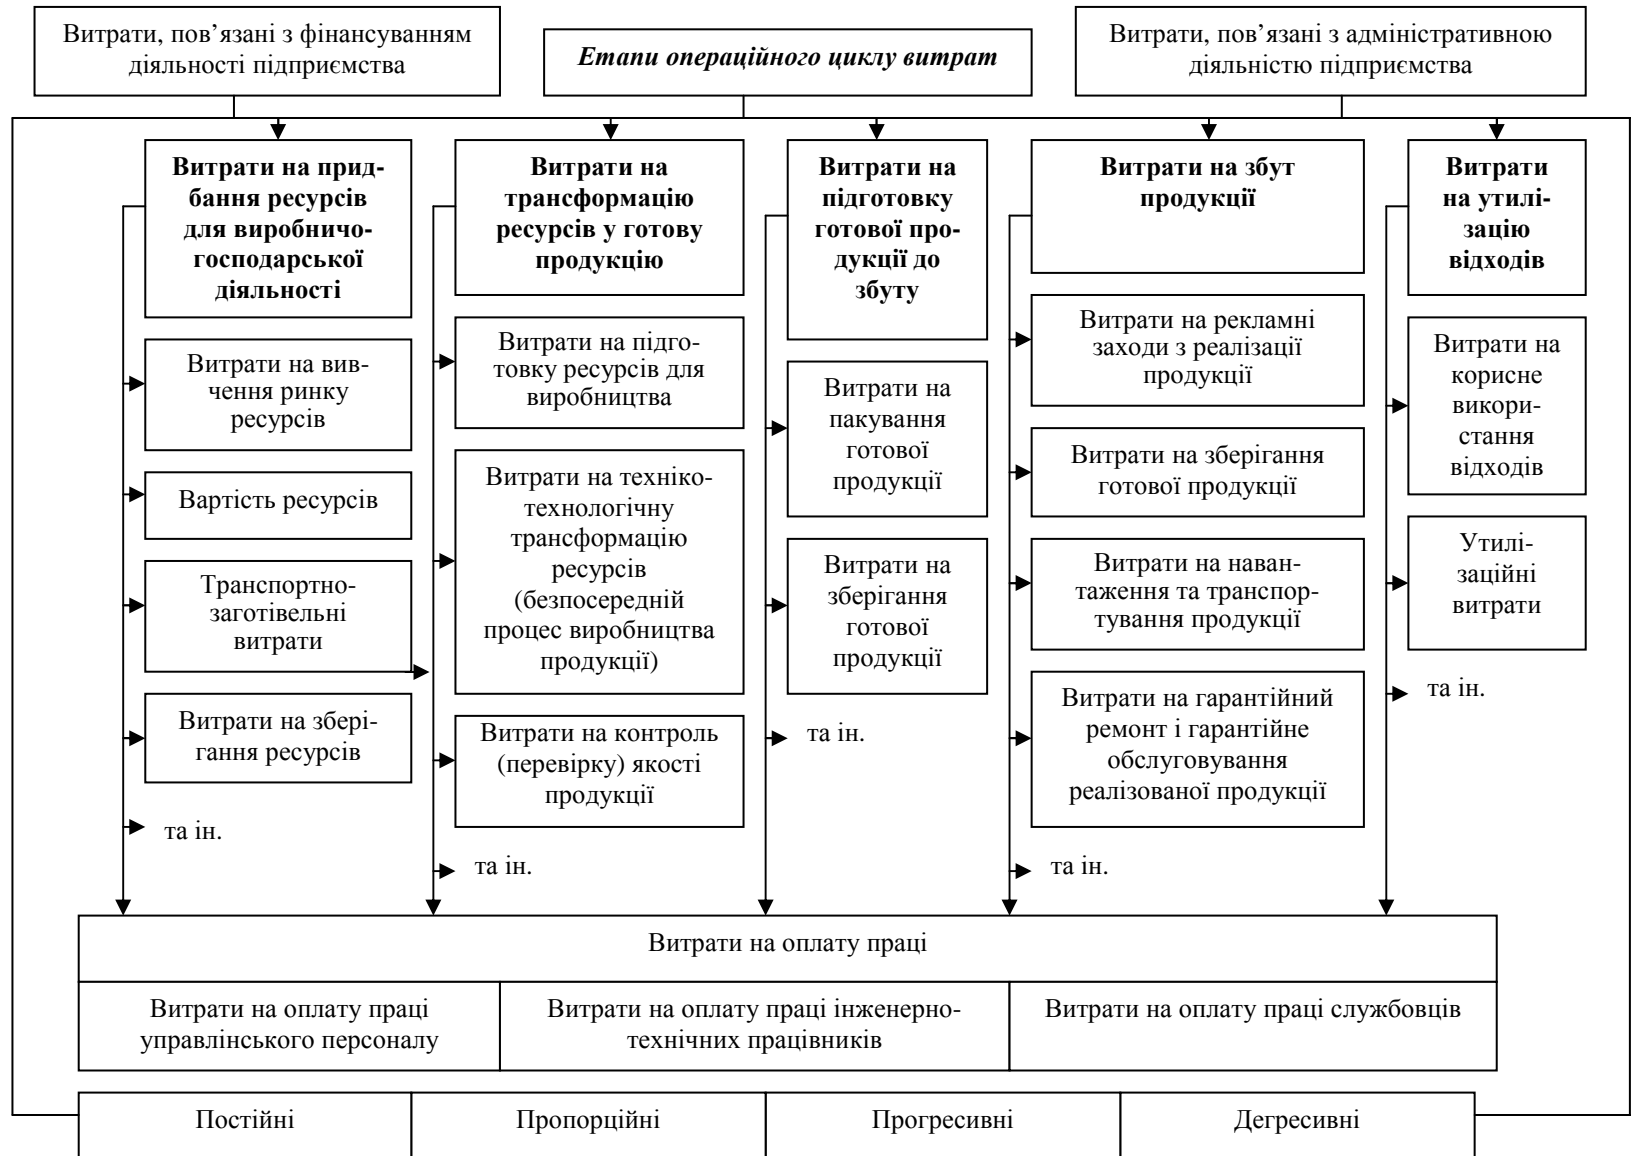 Витрати, пов’язані з фінансуванням
діяльності підприємства
Етапи операційного циклу витрат
Витрати, пов’язані з адміністративною
діяльністю підприємства
Витрати на прид-
бання ресурсів
для виробничо-
господарської
діяльності
Витрати на вив-
чення ринку
ресурсів
Вартість ресурсів
Транспортно-
заготівельні
витрати
Витрати на збері-
гання ресурсів
та ін.
Витрати на
трансформацію
ресурсів у готову
продукцію
Витрати на підго-
товку ресурсів для
виробництва
Витрати на техніко-
технологічну
трансформацію
ресурсів
(безпосередній
процес виробництва
продукції)
Витрати на контроль
(перевірку) якості
продукції
та ін.
Витрати на
підготовку
готової про-
дукції до
збуту
Витрати на
пакування
готової
продукції
Витрати на
зберігання
готової
продукції
та ін.
Витрати на збут
продукції
Витрати на рекламні
заходи з реалізації
продукції
Витрати на зберігання
готової продукції
Витрати на наван-
таження та транспор-
тування продукції
Витрати на гарантійний
ремонт і гарантійне
обслуговування
реалізованої продукції
та ін.
Витрати
на утилі-
зацію
відходів
Витрати на
корисне
викори-
стання
відходів
Утилі-
заційні
витрати
та ін.
Витрати на оплату праці
Витрати на оплату праці
управлінського персоналу
Витрати на оплату праці інженерно-
технічних працівників
Витрати на оплату праці службовців
Постійні
Пропорційні
Прогресивні
Дегресивні